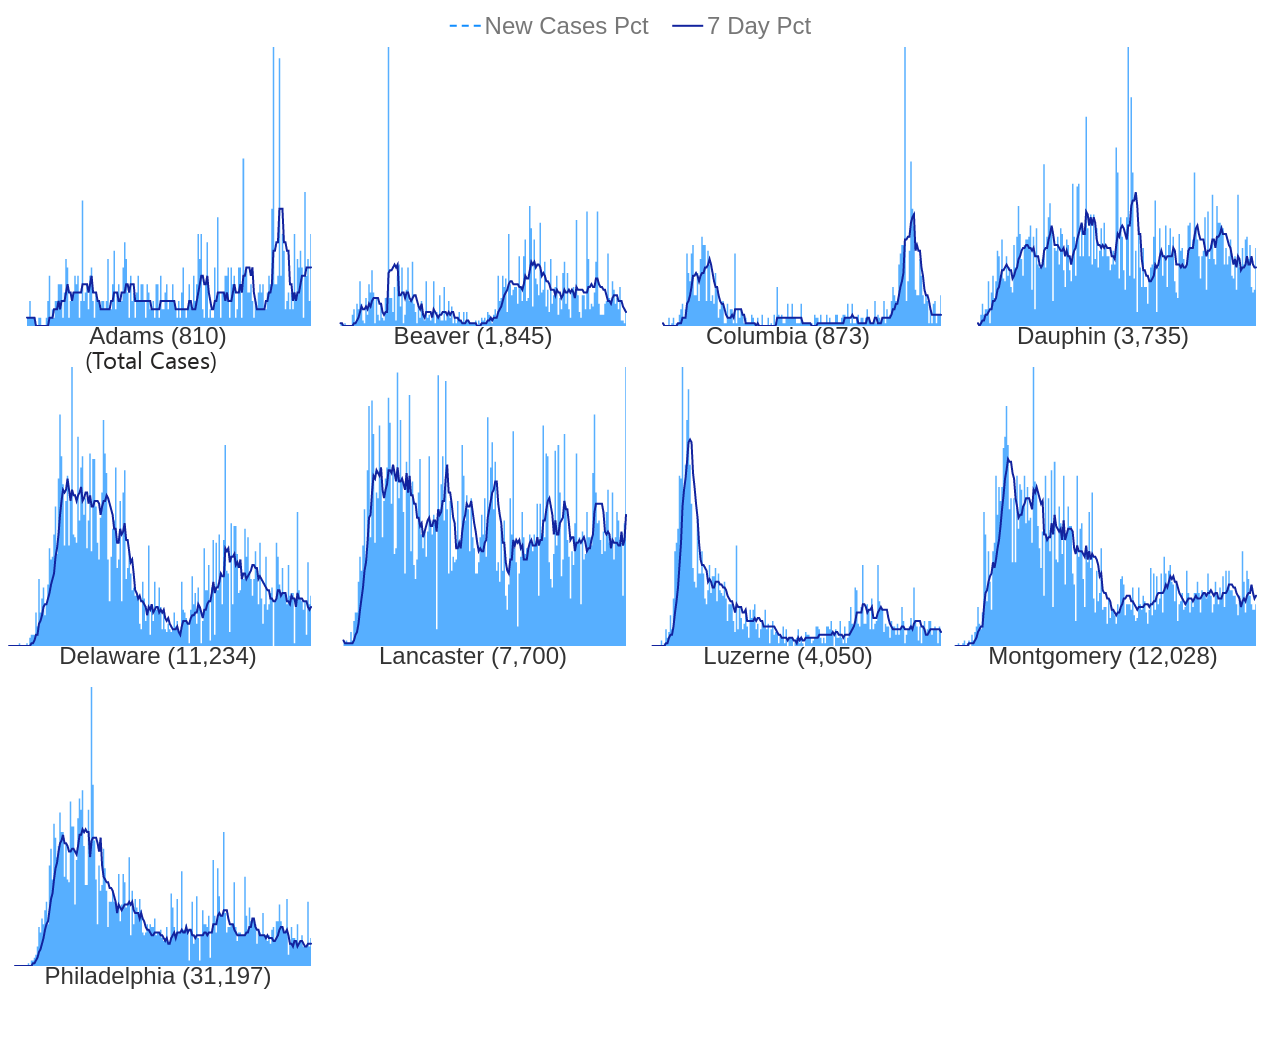 New Cases Pct 7 Day Pct
Adams (810) Beaver (1,845) Columbia (873) Dauphin (3,735)
(Total Cases)
Delaware (11,234) Lancaster (7,700) Luzerne (4,050) Montgomery (12,028)
Philadelphia (31,197)